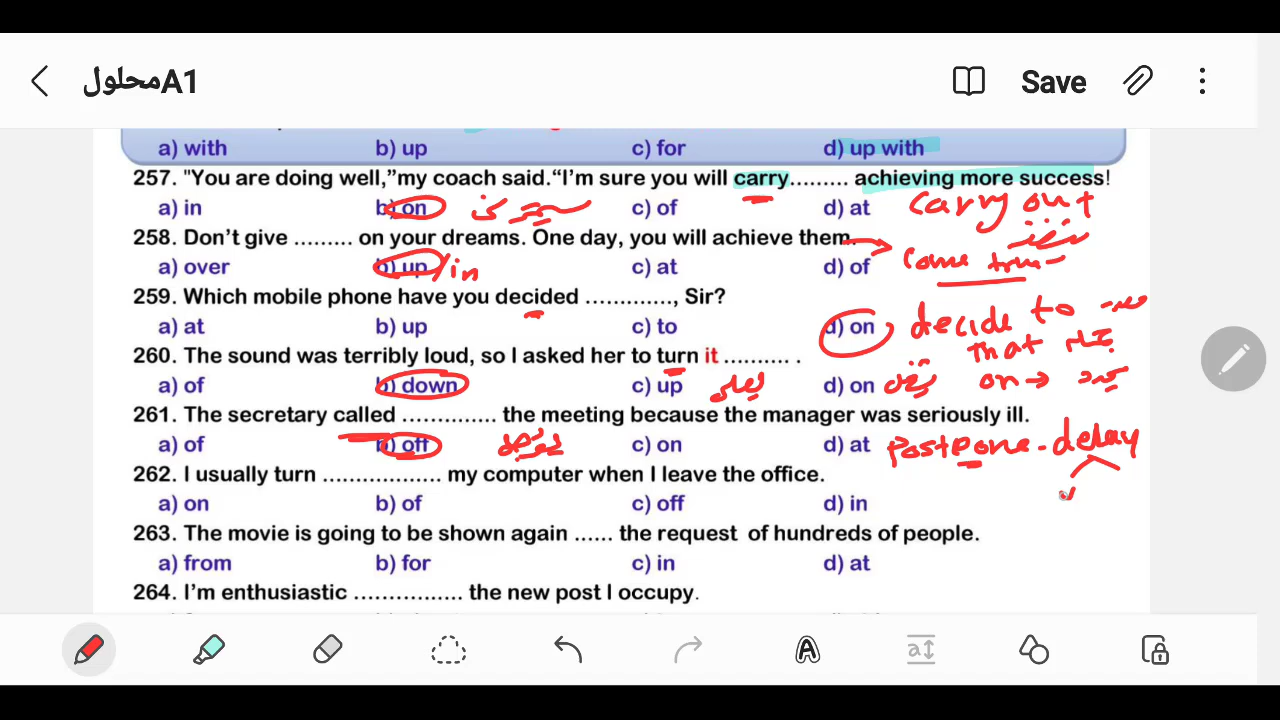 محلولA1
Save
a) with b) up c) for d) up with
257. "You are doing well,”my coach said.“I’m sure you will carry......... achieving more success!
a) in b) on c) of d) at carry out
258. Don’t give ......... on your dreams. One day, you will achieve them.
a) over b) up/in c) at d) of come true
259. Which mobile phone have you decided ............, Sir?
a) at b) up c) to d) on decide to
260. The sound was terribly loud, so I asked her to turn it .......... . that
a) of b) down c) up d) on on
261. The secretary called ............. the meeting because the manager was seriously ill.
a) of b) off c) on d) at postpone - delay
262. I usually turn .................. my computer when I leave the office.
a) on b) of c) off d) in
263. The movie is going to be shown again ...... the request of hundreds of people.
a) from b) for c) in d) at
264. I’m enthusiastic ................ the new post I occupy.